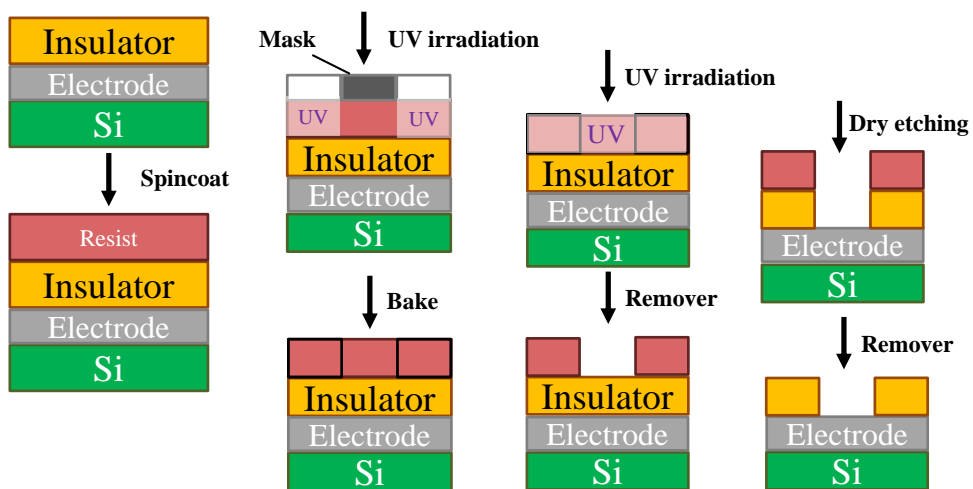 Insulator
Electrode
Si
Spincoat
Resist
Insulator
Electrode
Si
Mask
UV irradiation
UV
UV
Insulator
Electrode
Si
Bake
Insulator
Electrode
Si
UV irradiation
UV
Insulator
Electrode
Si
Remover
Insulator
Electrode
Si
Dry etching
Electrode
Si
Remover
Electrode
Si